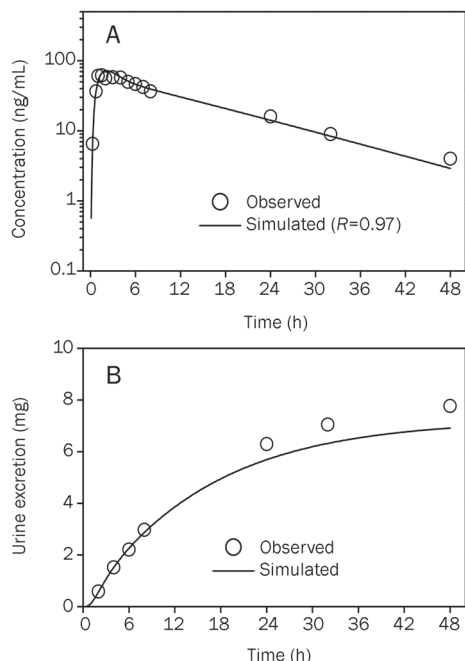 A
Concentration (ng/mL)
100
10
1
0.1
Observed
Simulated (R=0.97)
0 6 12 18 24 30 36 42 48
Time (h)
B
Urine excretion (mg)
10
8
6
4
2
0
Observed
Simulated
0 6 12 18 24 30 36 42 48
Time (h)